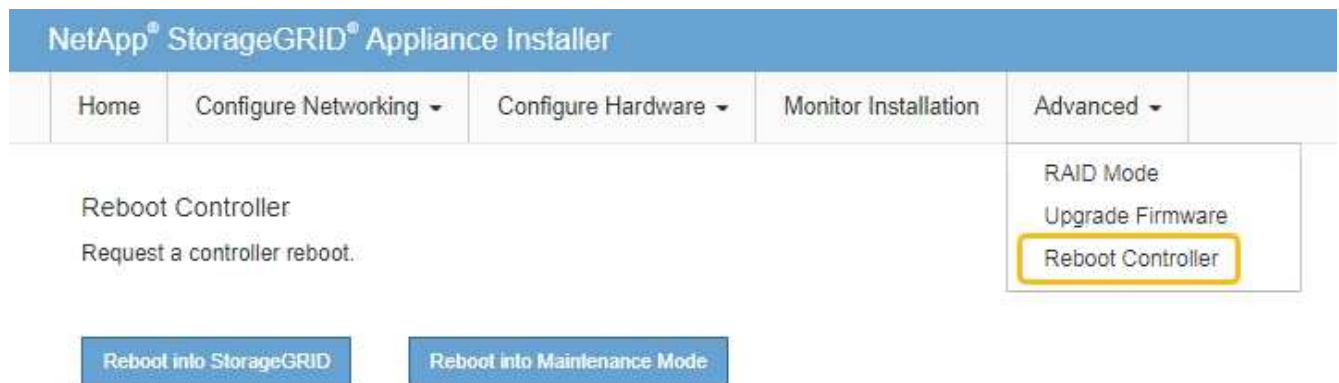 NetApp® StorageGRID® Appliance Installer
Home Configure Networking Configure Hardware Monitor Installation Advanced
RAID Mode
Upgrade Firmware
Reboot Controller
Reboot Controller
Request a controller reboot.
Reboot into StorageGRID Reboot into Maintenance Mode